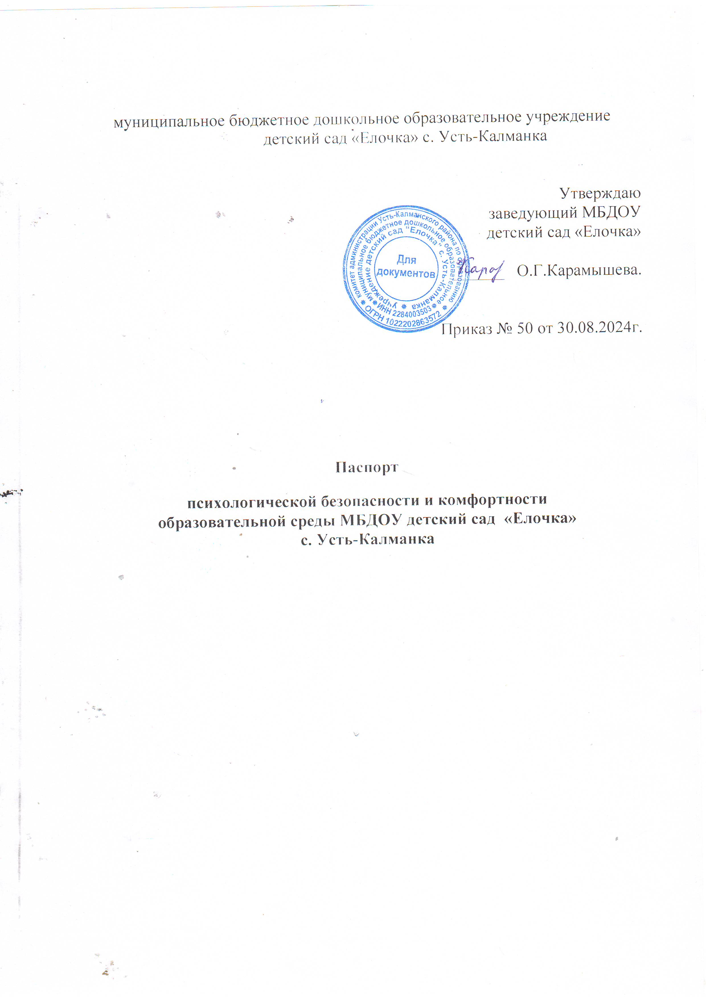 муниципальное бюджетное дошкольное образовательное учреждение
детский сад «Елочка» с. Усть-Калманка
Утверждаю
заведующий МБДОУ
детский сад «Елочка»
О.Г.Карамышева.
Приказ № 50 от 30.08.2024г.
комитет администрации Усть-Калманского района по образованию
ОГРН 1022202863572
муниципальное бюджетное дошкольное образовательное
ИНН 2284003503
учреждение детский сад "Елочка" с. Усть-Калманка
Для
документов
Паспорт
психологической безопасности и комфортности
образовательной среды МБДОУ детский сад «Елочка»
с. Усть-Калманка